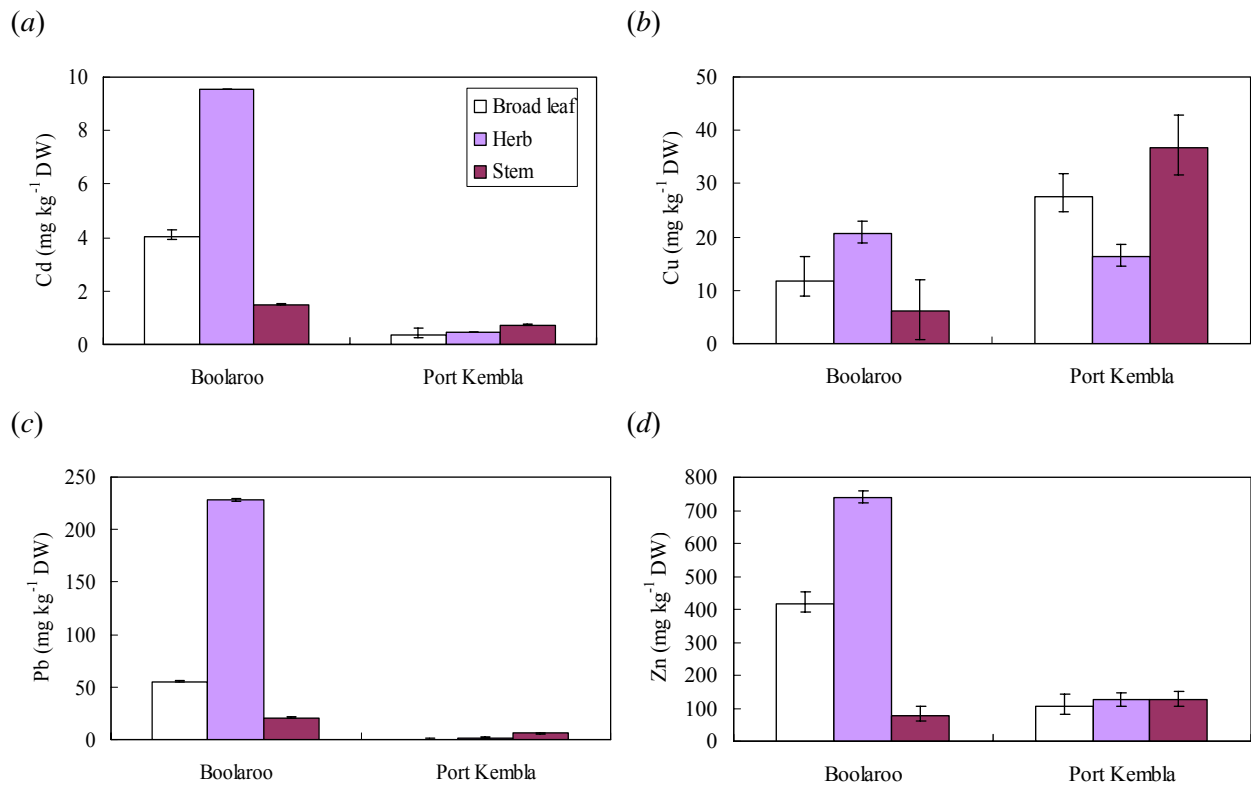 (a)
10
8
6
4
2
0
Cd (mg kg-1 DW)
Broad leaf
Herb
Stem
Boolaroo
Port Kembla
(b)
50
40
30
20
10
0
Cu (mg kg-1 DW)
Boolaroo
Port Kembla
(c)
250
200
150
100
50
0
Pb (mg kg-1 DW)
Boolaroo
Port Kembla
(d)
800
700
600
500
400
300
200
100
0
Zn (mg kg-1 DW)
Boolaroo
Port Kembla